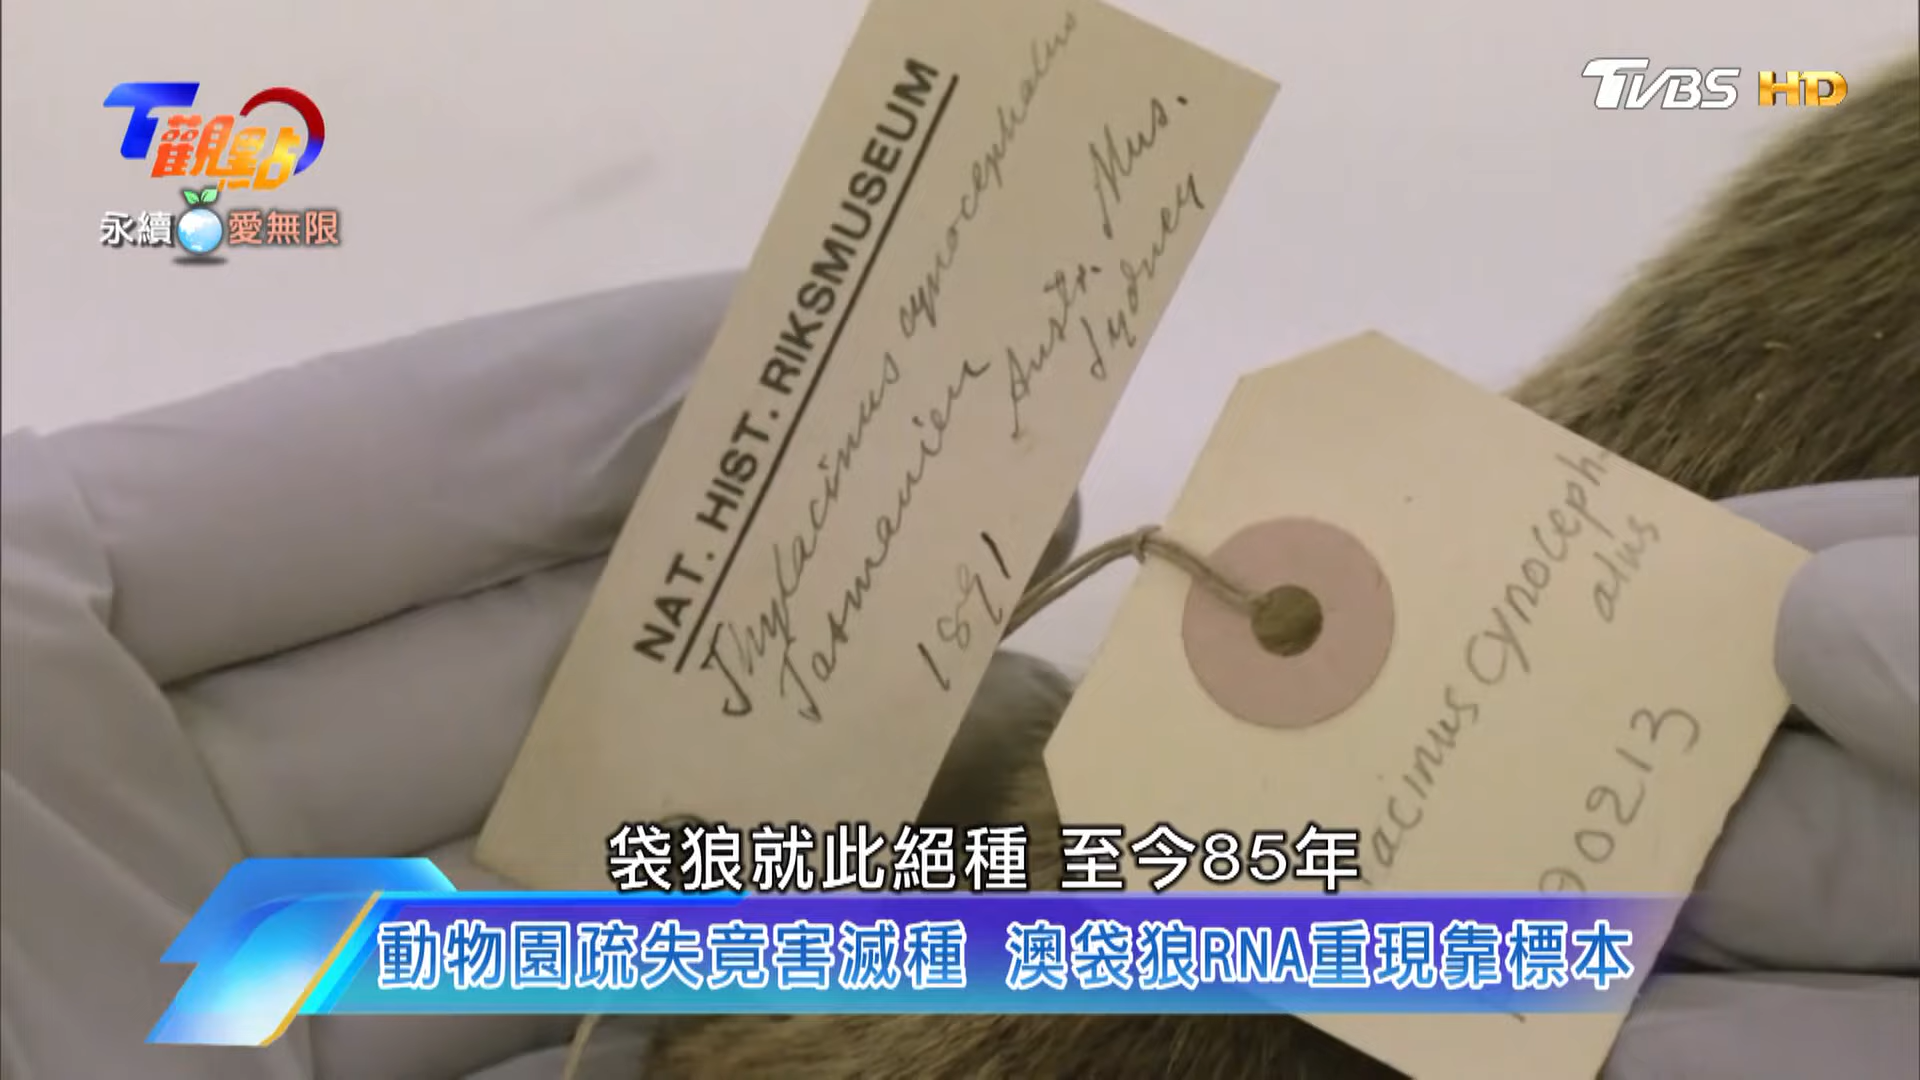 T觀點
永續愛無限
TVBS HD
NAT. HIST. RIKSMUSEUM
Thylacinus cynocephalus
Tasmanien Austr. Mus.
Sydney
1891
acinus Cynoceph-
alus
90213
袋狼就此絕種 至今85年
動物園疏失竟害滅種 澳袋狼RNA重現靠標本